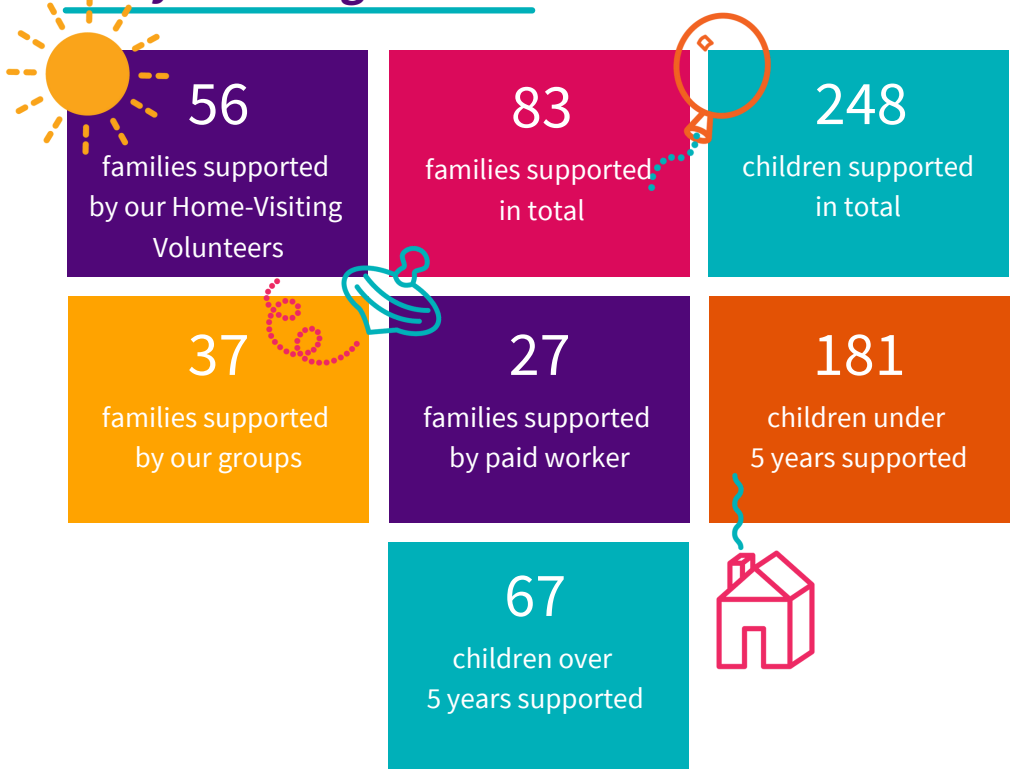 56
families supported
by our Home-Visiting
Volunteers
83
families supported
in total
248
children supported
in total
37
families supported
by our groups
27
families supported
by paid worker
181
children under
5 years supported
67
children over
5 years supported